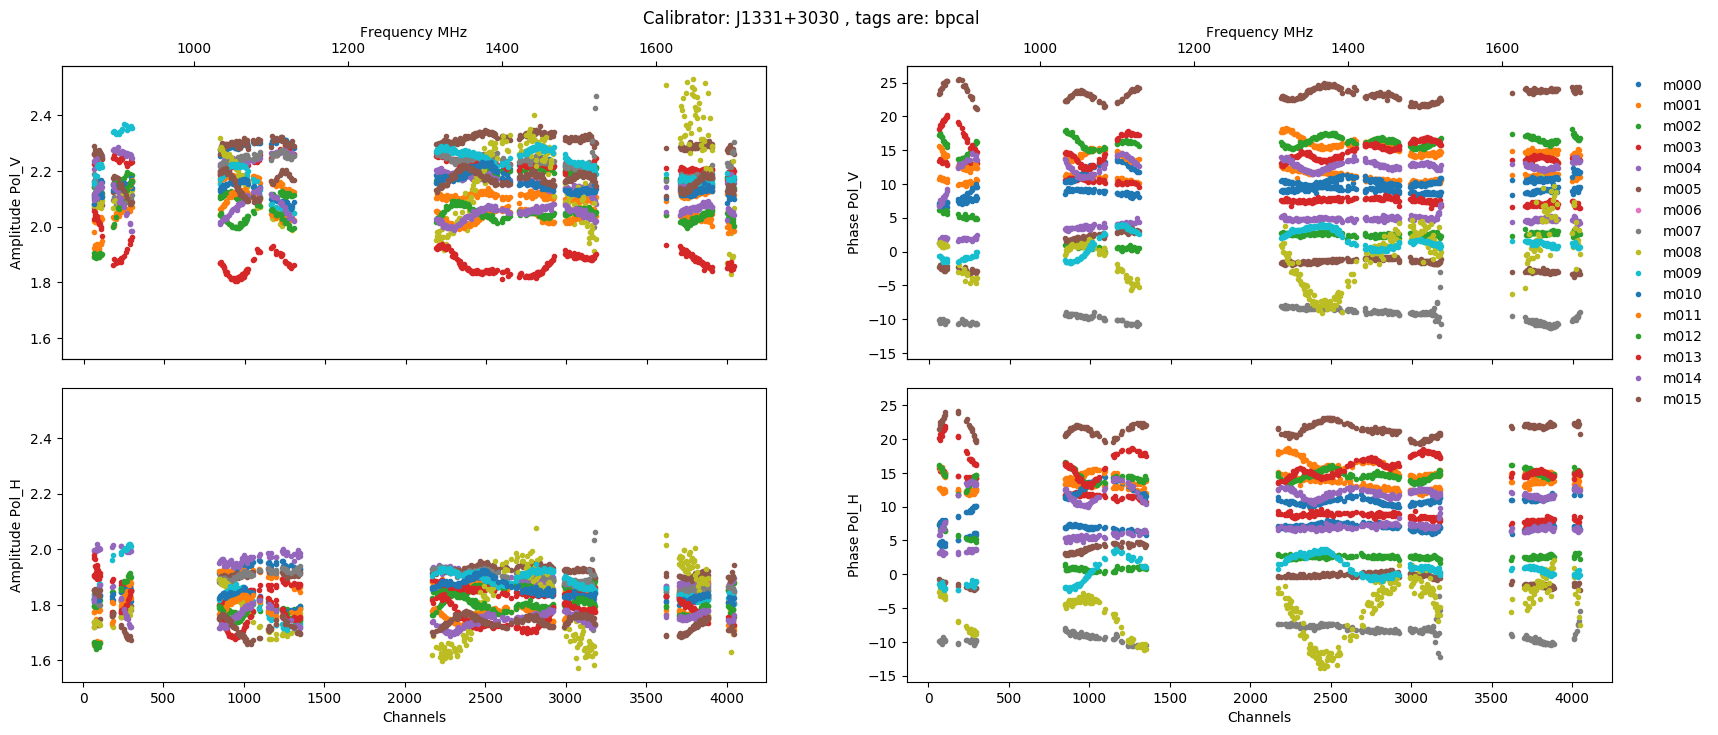 Calibrator: J1331+3030 , tags are: bpcal
Frequency MHz
1000 1200 1400 1600
Amplitude Pol_V
2.4
2.2
2.0
1.8
1.6
Frequency MHz
1000 1200 1400 1600
Phase Pol_V
25
20
15
10
5
0
−5
−10
−15
Amplitude Pol_H
2.4
2.2
2.0
1.8
1.6
0 500 1000 1500 2000 2500 3000 3500 4000
Channels
Phase Pol_H
25
20
15
10
5
0
−5
−10
−15
0 500 1000 1500 2000 2500 3000 3500 4000
Channels
m000
m001
m002
m003
m004
m005
m006
m007
m008
m009
m010
m011
m012
m013
m014
m015